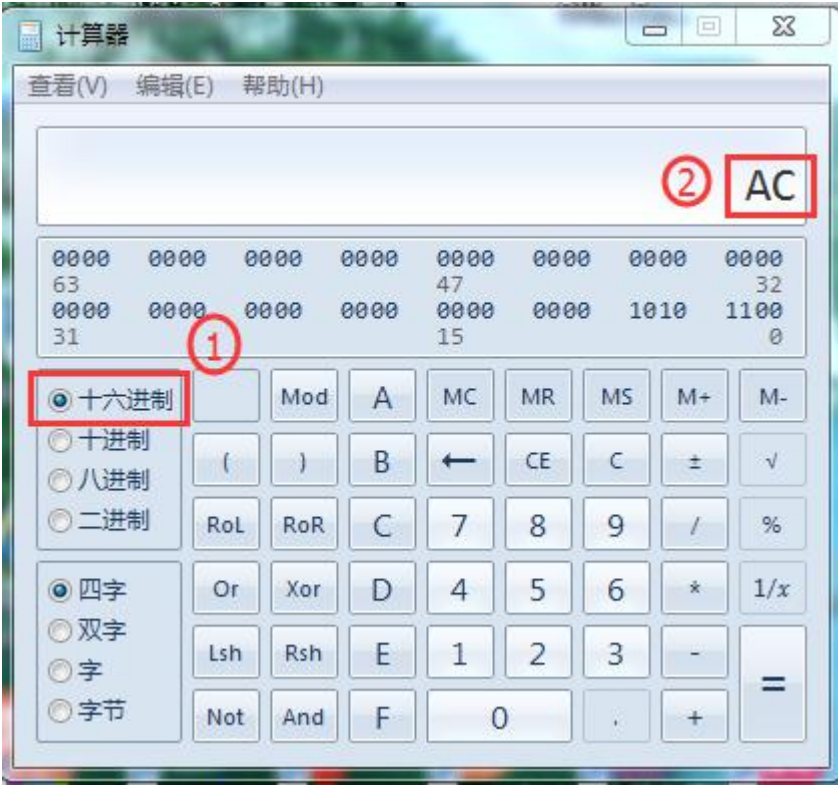 计算器
查看(V) 编辑(E) 帮助(H)
② AC
0000 0000 0000 0000 0000 0000 0000 0000
63 47 32
0000 0000 0000 0000 0000 0000 1010 1100
31 15 0
①
十六进制 Mod A MC MR MS M+ M-
十进制
( ) B ← CE C ± √
八进制
二进制 RoL RoR C 7 8 9 / %
四字 Or Xor D 4 5 6 * 1/x
双字
Lsh Rsh E 1 2 3 - =
字
字节 Not And F 0 . +